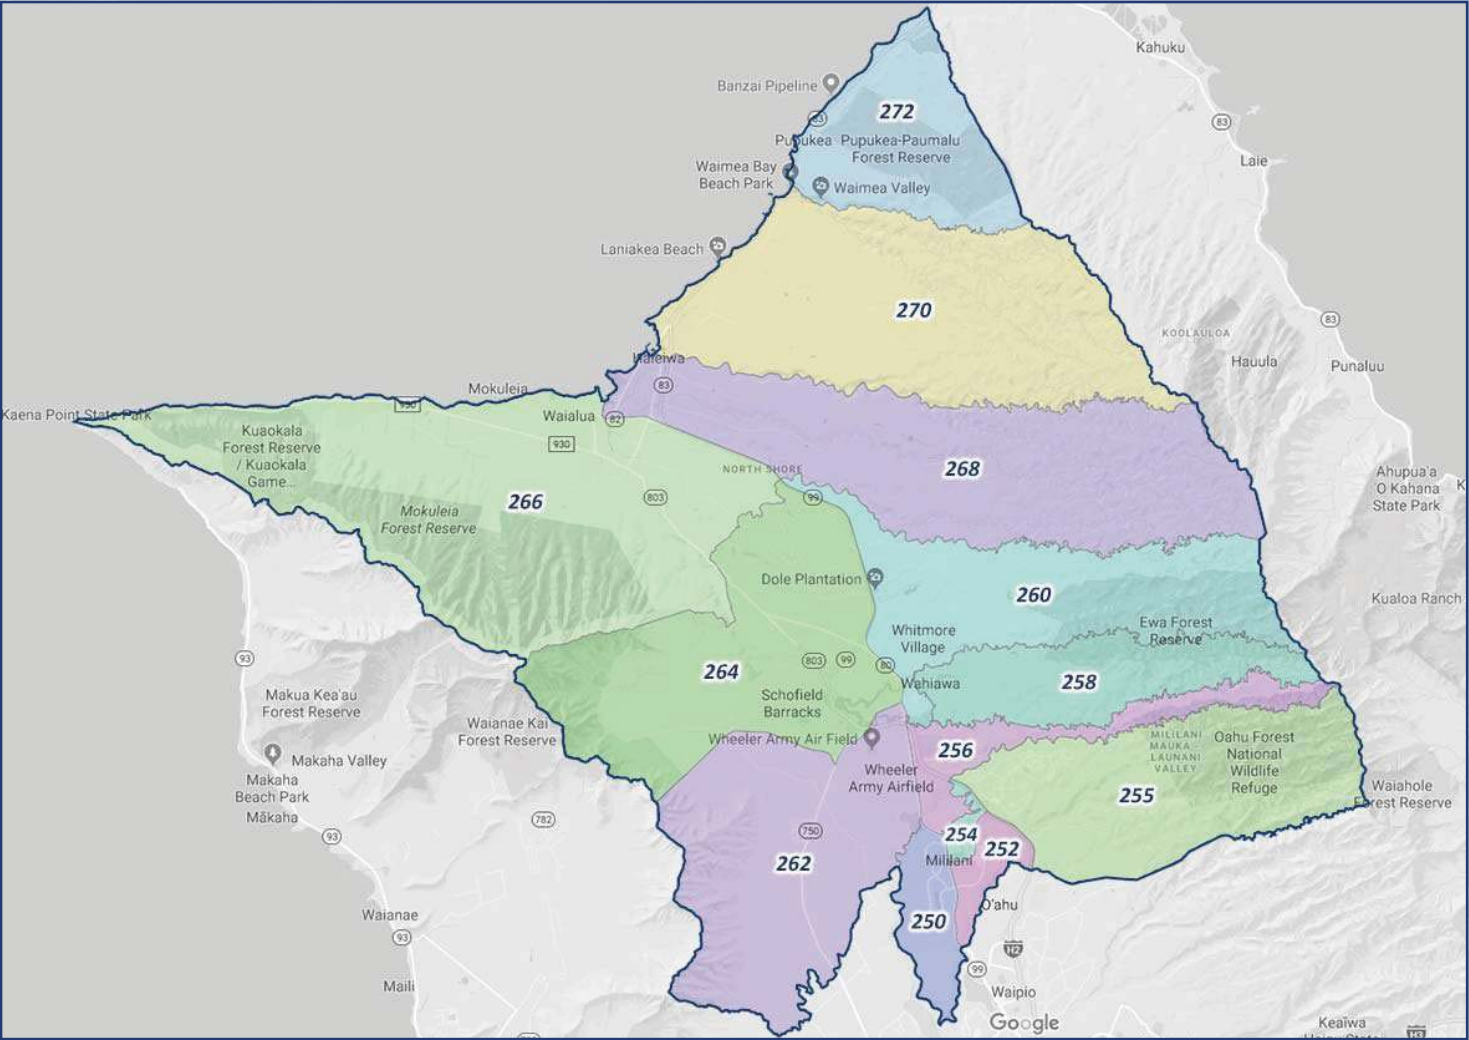 Kahuku
Banzai Pipeline
272
83
83
Pupukea
Pupukea-Paumalu
Forest Reserve
Laie
Waimea Bay
Beach Park
Waimea Valley
Laniakea Beach
270
83
KOOLAULOA
Haleiwa
Hauula
Punaluu
Mokuleia
83
930
Kaena Point State Park
Waialua
82
Kuaokala
Forest Reserve
/ Kuaokala
Game...
930
NORTH SHORE
268
Ahupua'a
O Kahana
State Park
K
266
803
99
Mokuleia
Forest Reserve
Dole Plantation
260
Kualoa Ranch
Ewa Forest
Reserve
Whitmore
Village
93
264
803
99
80
Wahiawa
258
Makua Kea'au
Forest Reserve
Schofield
Barracks
Waianae Kai
Forest Reserve
Wheeler Army Air Field
256
MILILANI
MAUKA -
LAUNANI
VALLEY
Oahu Forest
National
Wildlife
Refuge
Makaha Valley
Wheeler
Army Airfield
Makaha
Beach Park
255
Waiahole
Forest Reserve
Mākaha
782
93
750
254
252
Mililani
262
O'ahu
Waianae
250
93
H2
99
Maili
Waipio
Google
Keaīwa
H3